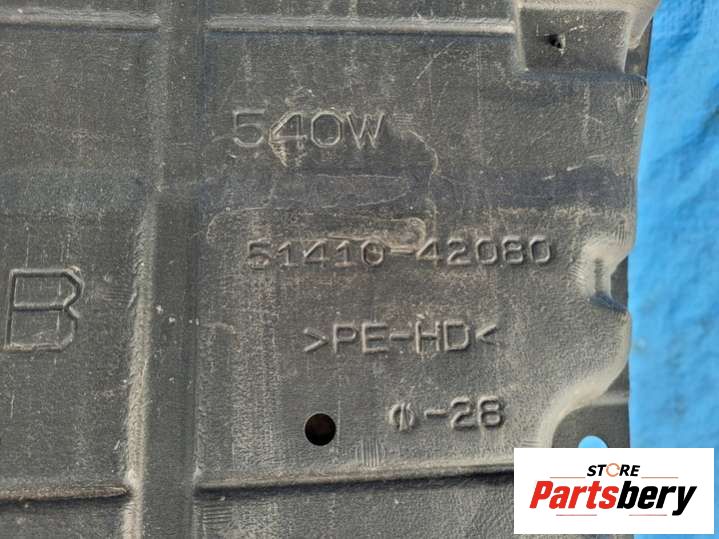 540W
51410-42080
B
>PE-HD<
-28
STORE
Partsbery